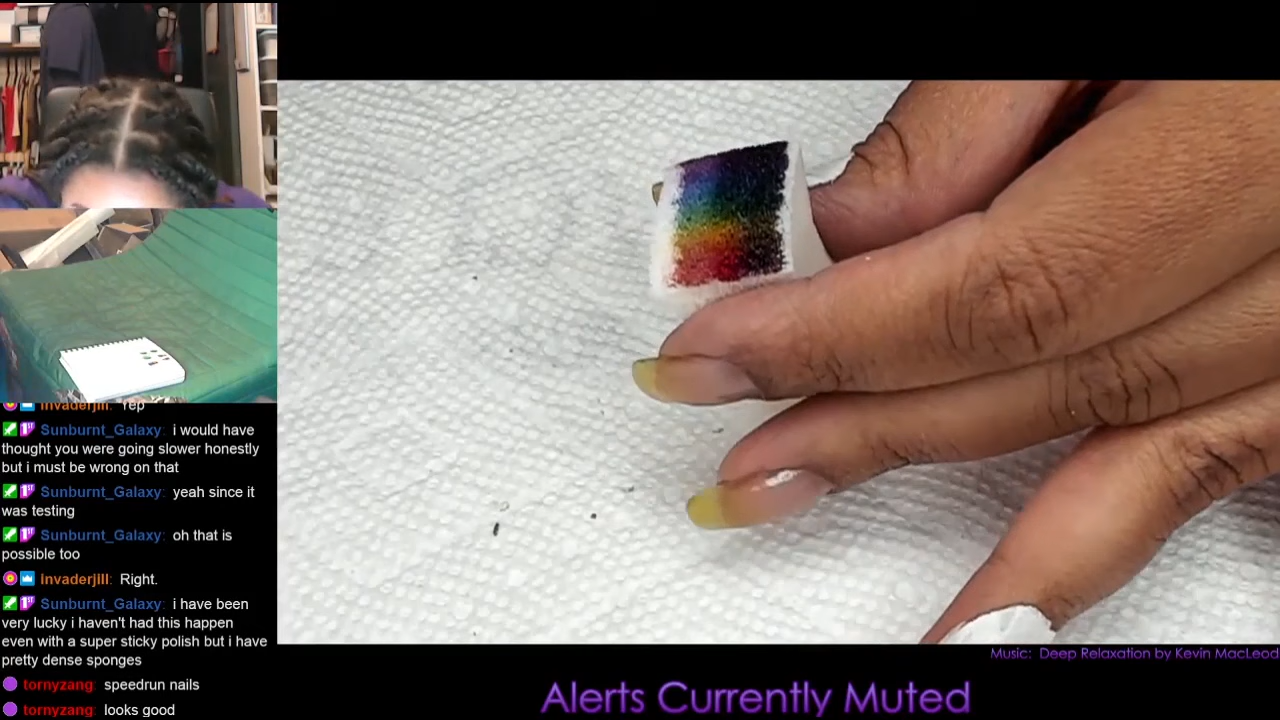 Invaderjill: Yep
Sunburnt_Galaxy: i would have
thought you were going slower honestly
but i must be wrong on that
Sunburnt_Galaxy: yeah since it
was testing
Sunburnt_Galaxy: oh that is
possible too
Invaderjill: Right.
Sunburnt_Galaxy: i have been
very lucky i haven't had this happen
even with a super sticky polish but i have
pretty dense sponges
tornyzang: speedrun nails
tornyzang: looks good
Music: Deep Relaxation by Kevin MacLeod
Alerts Currently Muted